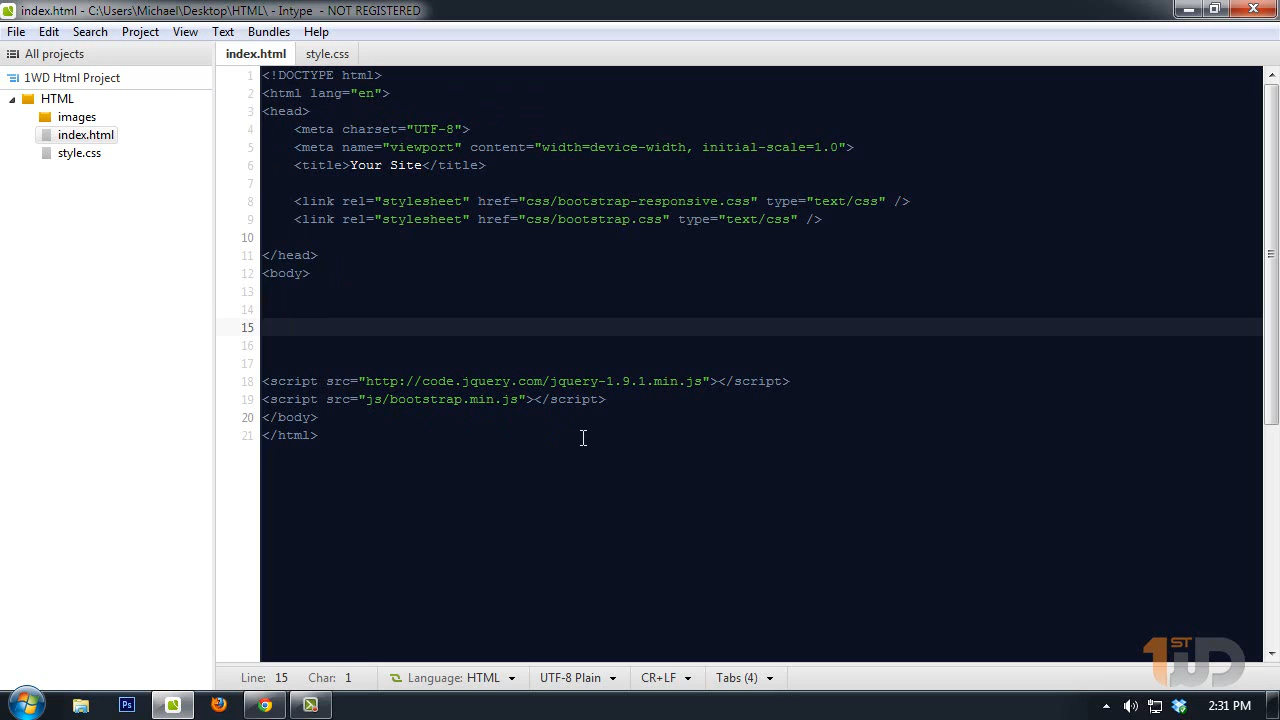 index.html - C:\Users\Michael\Desktop\HTML\ - Intype - NOT REGISTERED
File Edit Search Project View Text Bundles Help
All projects
index.html style.css
1WD Html Project
HTML
images
index.html
style.css
1 <!DOCTYPE html>
2 <html lang="en">
3 <head>
4 <meta charset="UTF-8">
5 <meta name="viewport" content="width=device-width, initial-scale=1.0">
6 <title>Your Site</title>
7
8 <link rel="stylesheet" href="css/bootstrap-responsive.css" type="text/css" />
9 <link rel="stylesheet" href="css/bootstrap.css" type="text/css" />
10
11 </head>
12 <body>
13
14
15
16
17
18 <script src="http://code.jquery.com/jquery-1.9.1.min.js"></script>
19 <script src="js/bootstrap.min.js"></script>
20 </body>
21 </html>
1ST WD
Line: 15 Char: 1 Language: HTML UTF-8 Plain CR+LF Tabs (4)
Ps
2:31 PM